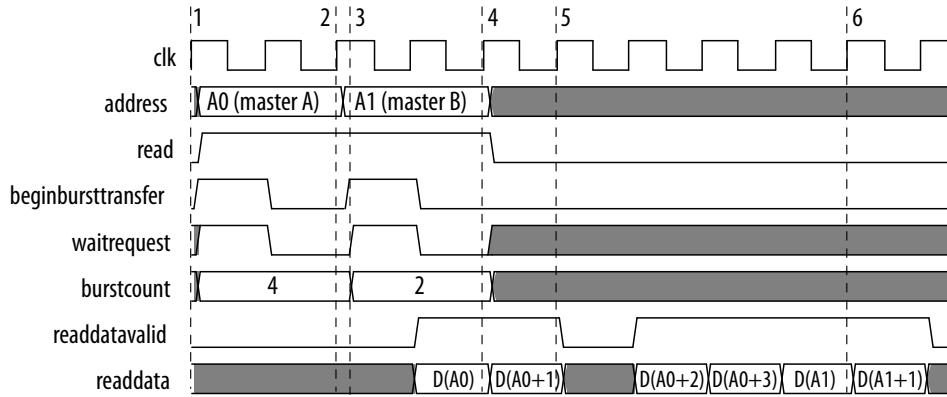 1 2 3 4 5 6
clk
address A0 (master A) A1 (master B)
read
beginbursttransfer
waitrequest
burstcount 4 2
readdatavalid
readdata D(A0) D(A0+1) D(A0+2) D(A0+3) D(A1) D(A1+1)